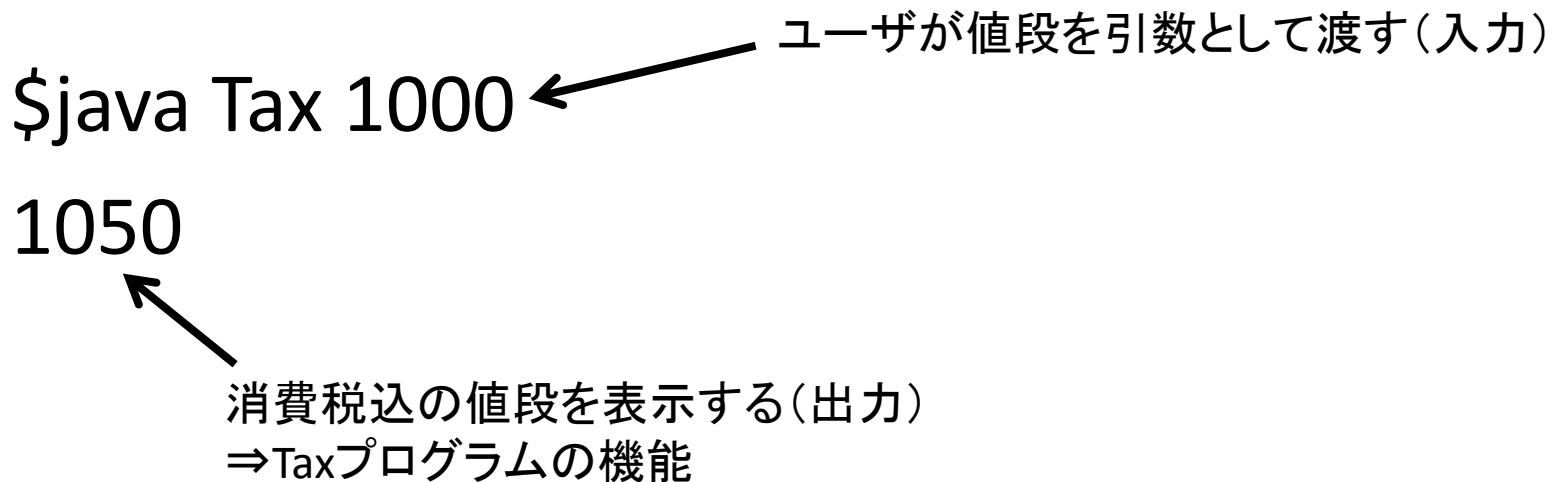 ユーザが値段を引数として渡す（入力）
$java Tax 1000
1050
消費税込の値段を表示する（出力）
⇒Taxプログラムの機能